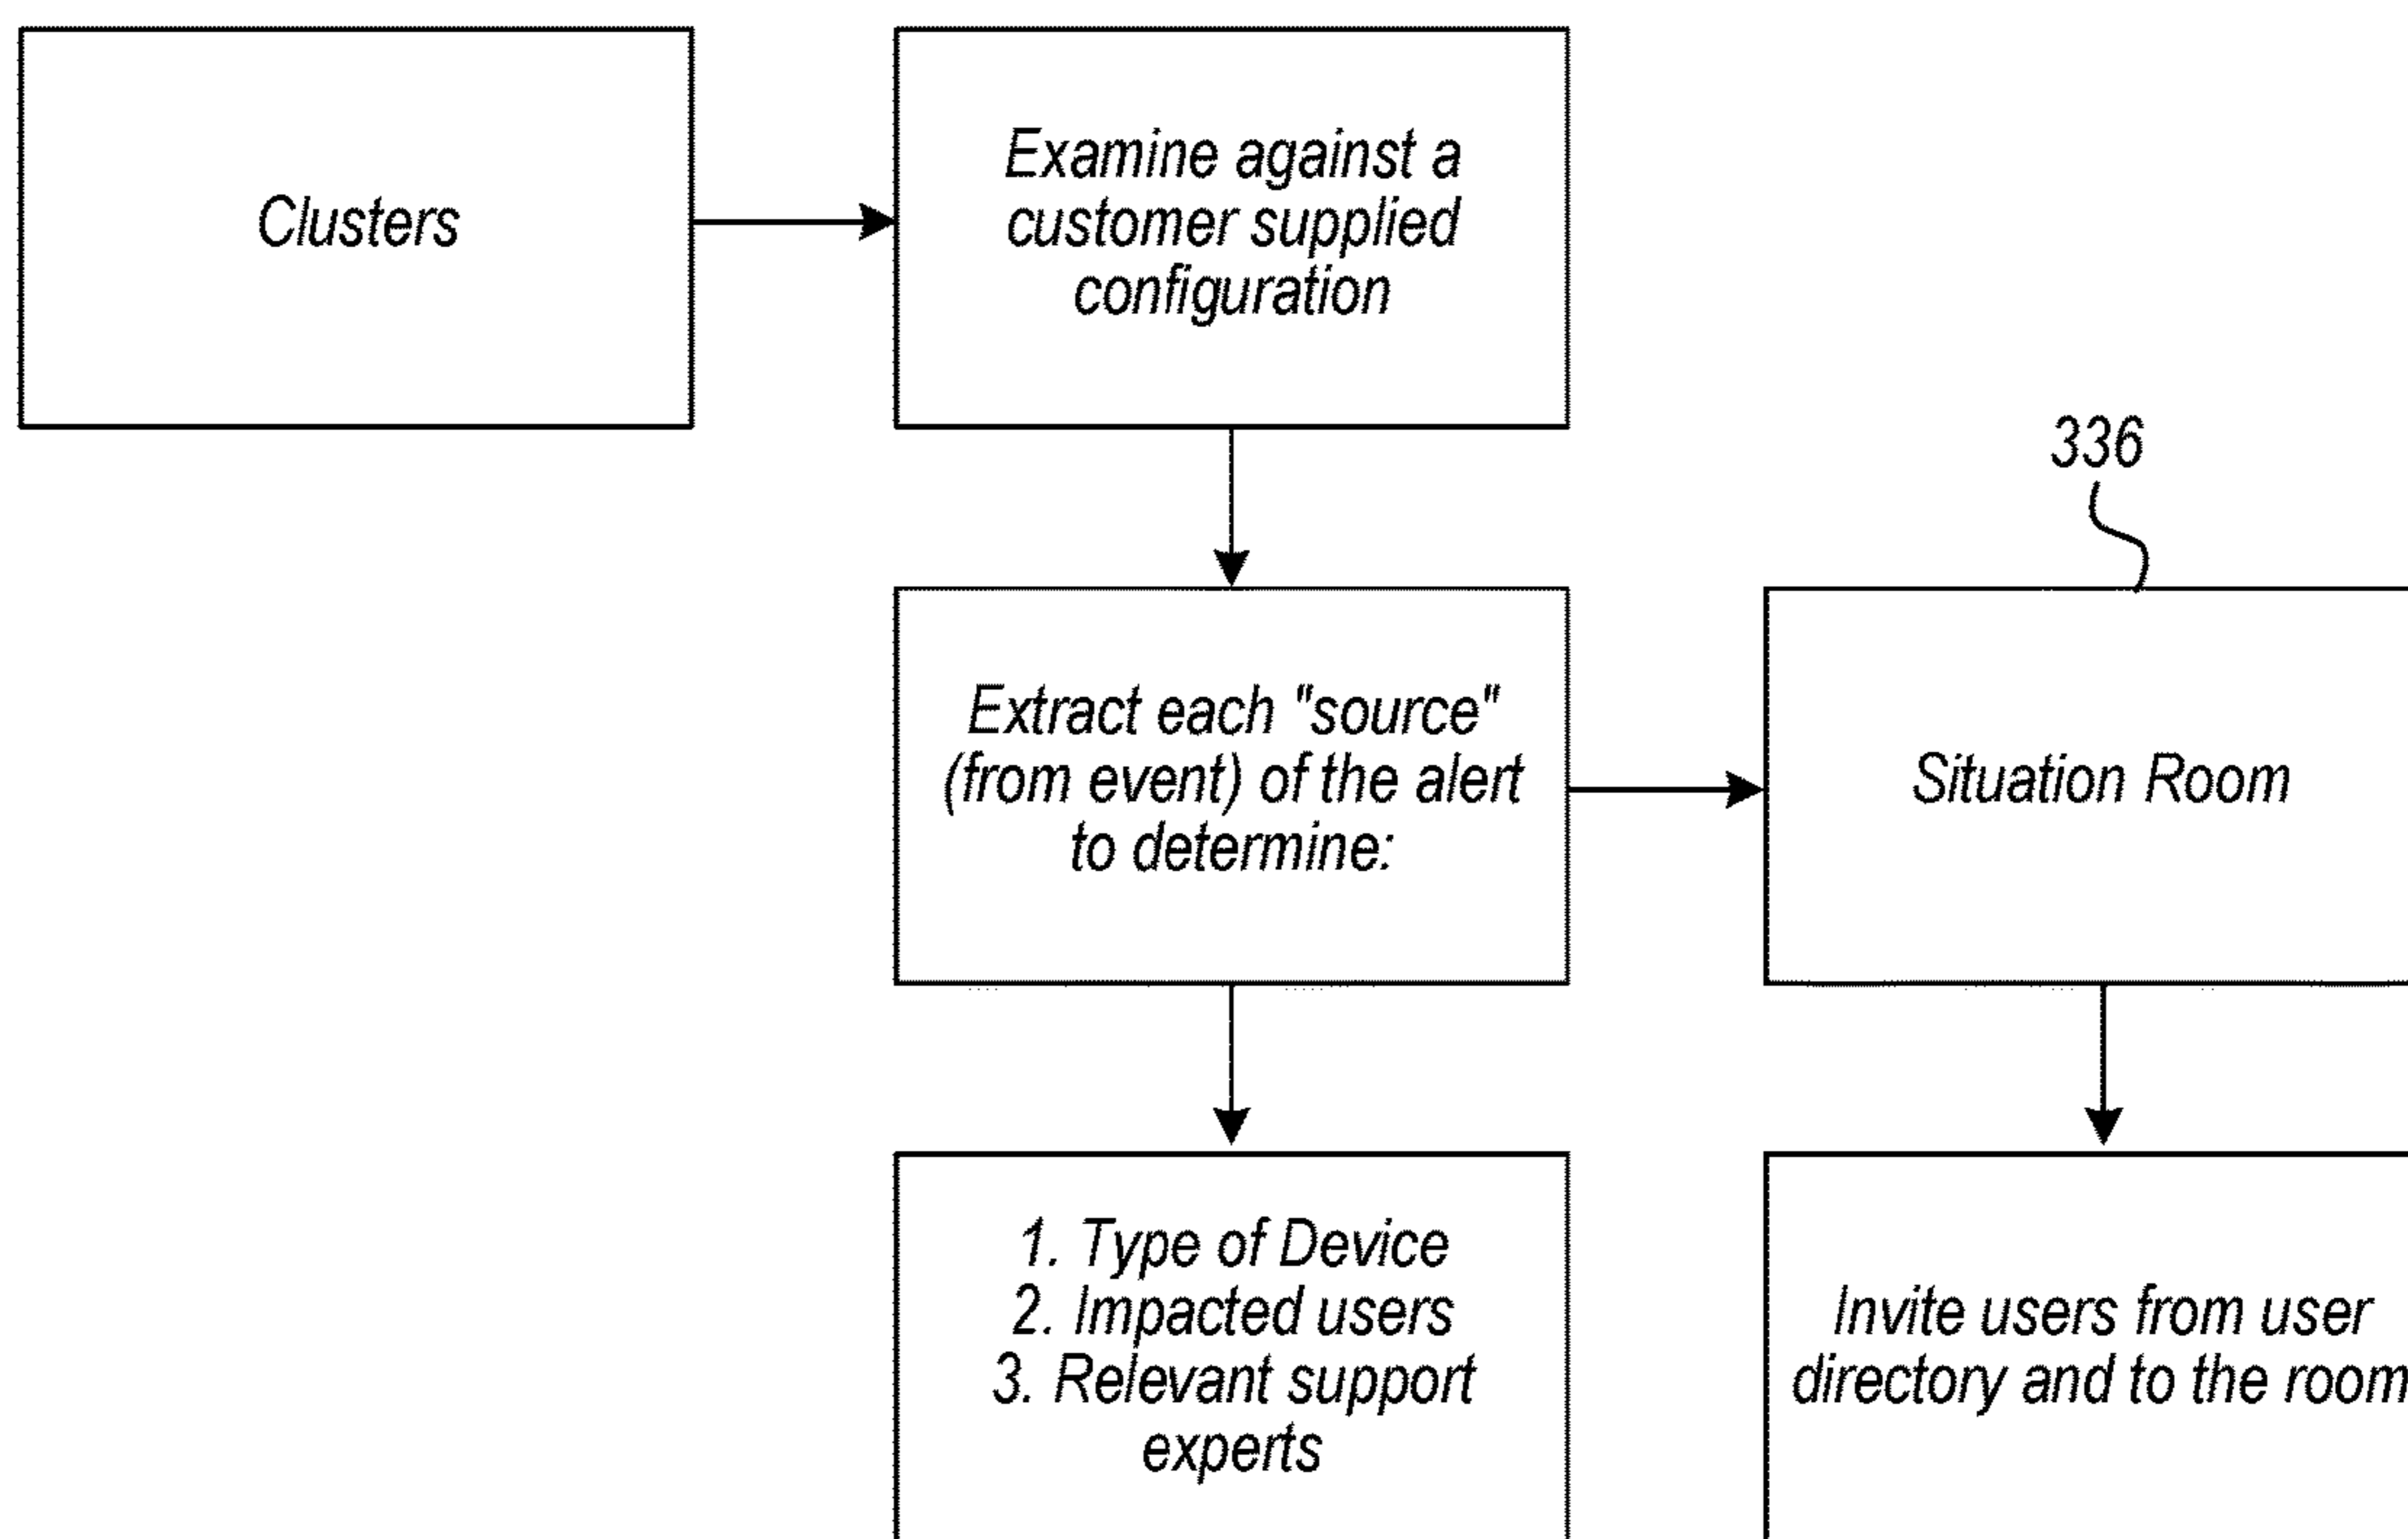 Clusters
Examine against a
customer supplied
configuration
336
Extract each "source"
(from event) of the alert
to determine:
Situation Room
1. Type of Device
2. Impacted users
3. Relevant support
experts
Invite users from user
directory and to the room